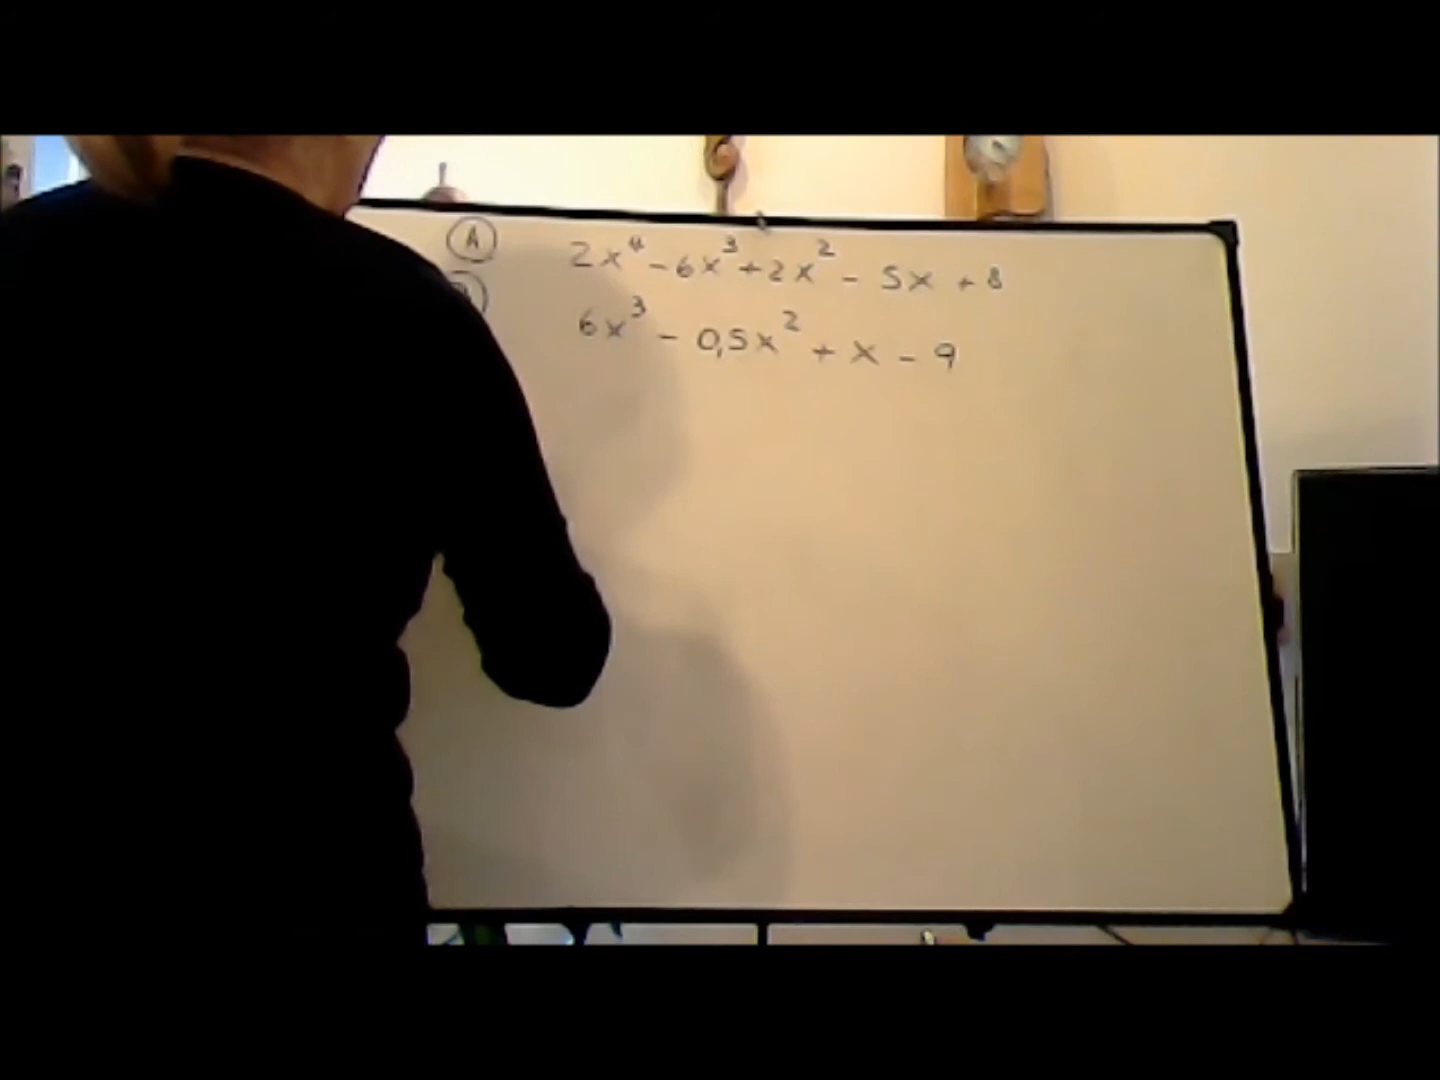 A 2x⁴ - 6x³ + 2x² - 5x + 8
6x³ - 0,5x² + x - 9